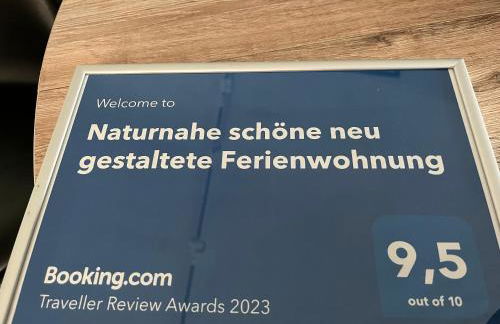 Welcome to
Naturnahe schöne neu
gestaltete Ferienwohnung
Booking.com
Traveller Review Awards 2023
9,5
out of 10